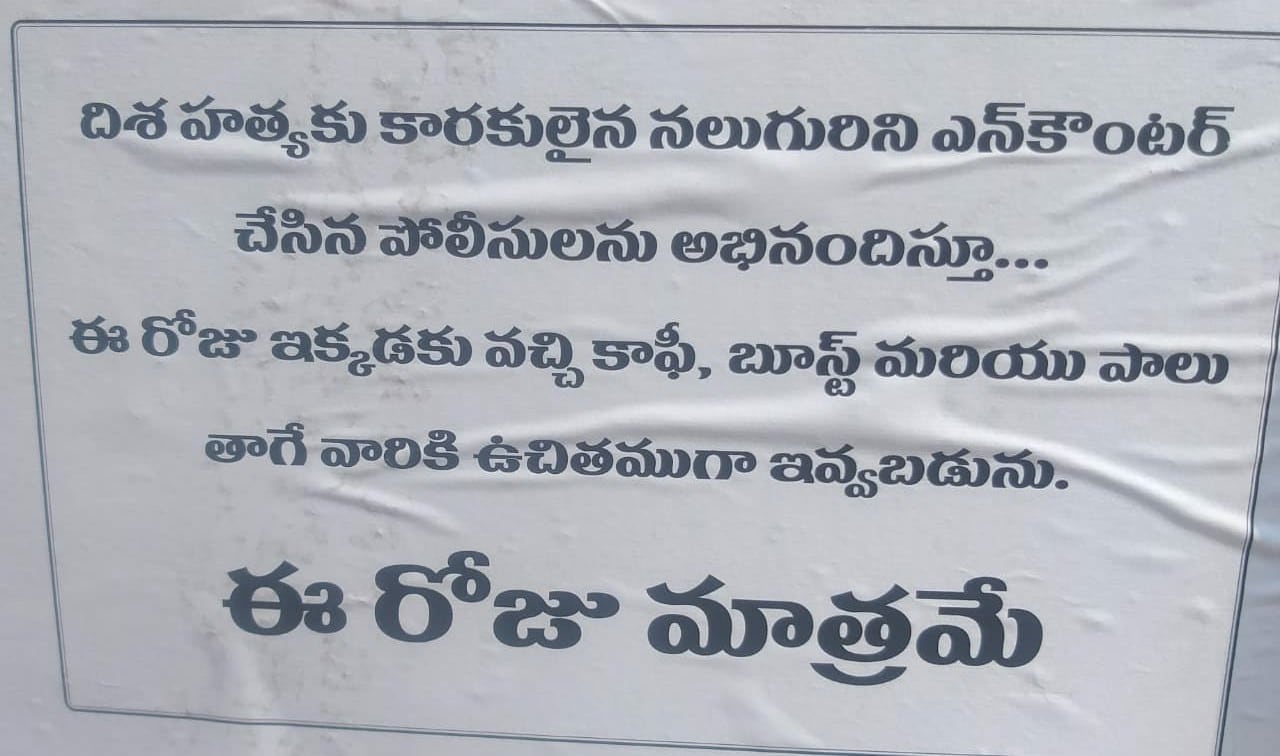 దిశ హత్యకు కారకులైన నలుగురిని ఎన్‌కౌంటర్
చేసిన పోలీసులను అభినందిస్తూ...
ఈ రోజు ఇక్కడకు వచ్చి కాఫీ, బూస్ట్ మరియు పాలు
తాగే వారికి ఉచితముగా ఇవ్వబడును.
ఈ రోజు మాత్రమే